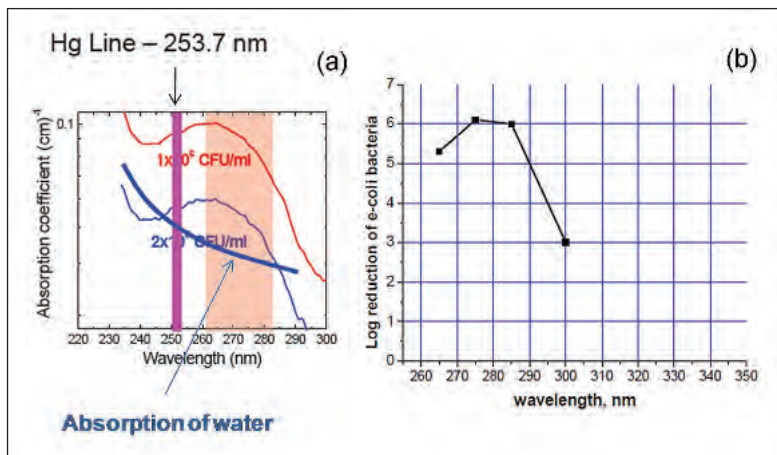 Hg Line – 253.7 nm
(a)
Absorption coefficient (cm⁻¹)
0.1
1x10⁶ CFU/ml
CFU/ml
220 230 240 250 260 270 280 290 300
Wavelength (nm)
Absorption of water
(b)
Log reduction of e-coli bacteria
7
6
5
4
3
2
1
0
260 270 280 290 300 310 320 330 340 350
wavelength, nm